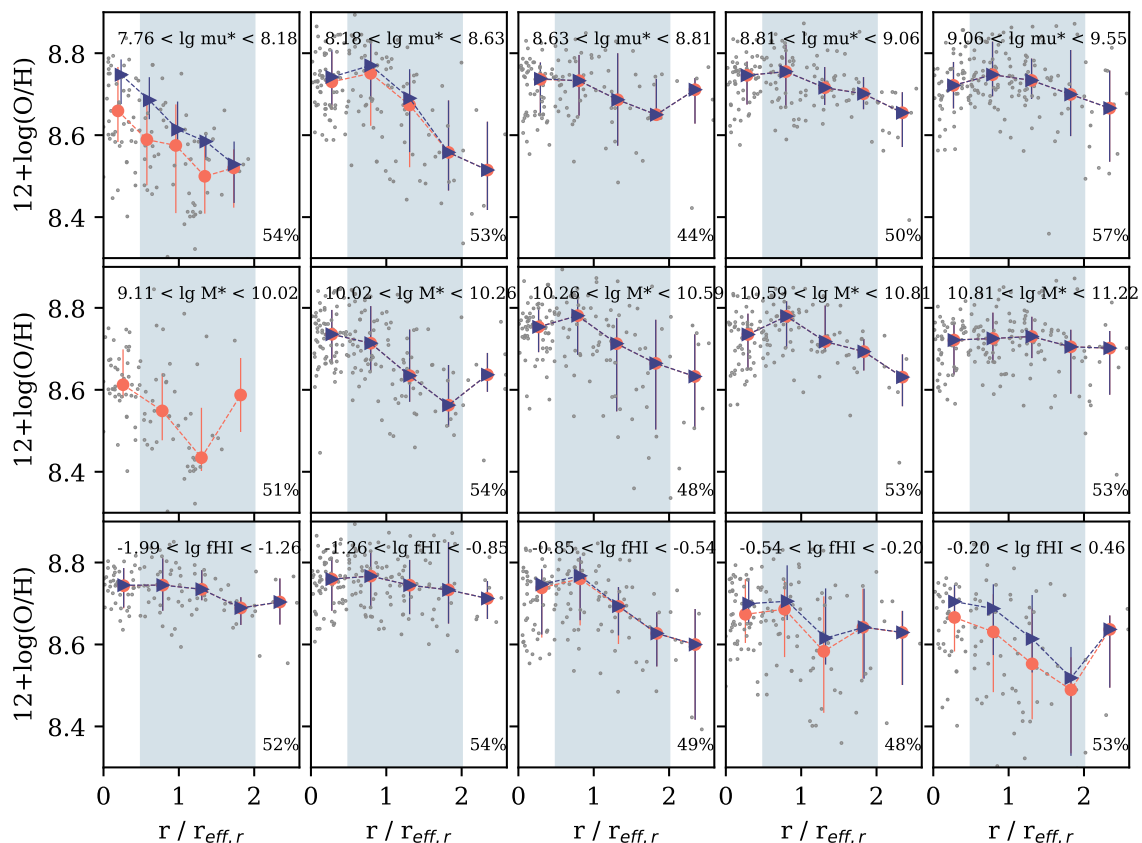 7.76 < lg mu* < 8.18
8.18 < lg mu* < 8.63
8.63 < lg mu* < 8.81
8.81 < lg mu* < 9.06
9.06 < lg mu* < 9.55
12+log(O/H)
8.8
8.6
8.4
54%
53%
44%
50%
57%
9.11 < lg M* < 10.02
10.02 < lg M* < 10.26
10.26 < lg M* < 10.59
10.59 < lg M* < 10.81
10.81 < lg M* < 11.22
12+log(O/H)
8.8
8.6
8.4
51%
54%
48%
53%
53%
-1.99 < lg fHI < -1.26
-1.26 < lg fHI < -0.85
-0.85 < lg fHI < -0.54
-0.54 < lg fHI < -0.20
-0.20 < lg fHI < 0.46
12+log(O/H)
8.8
8.6
8.4
52%
54%
49%
48%
53%
0 1 2
0 1 2
0 1 2
0 1 2
0 1 2
r / r_eff,r
r / r_eff,r
r / r_eff,r
r / r_eff,r
r / r_eff,r